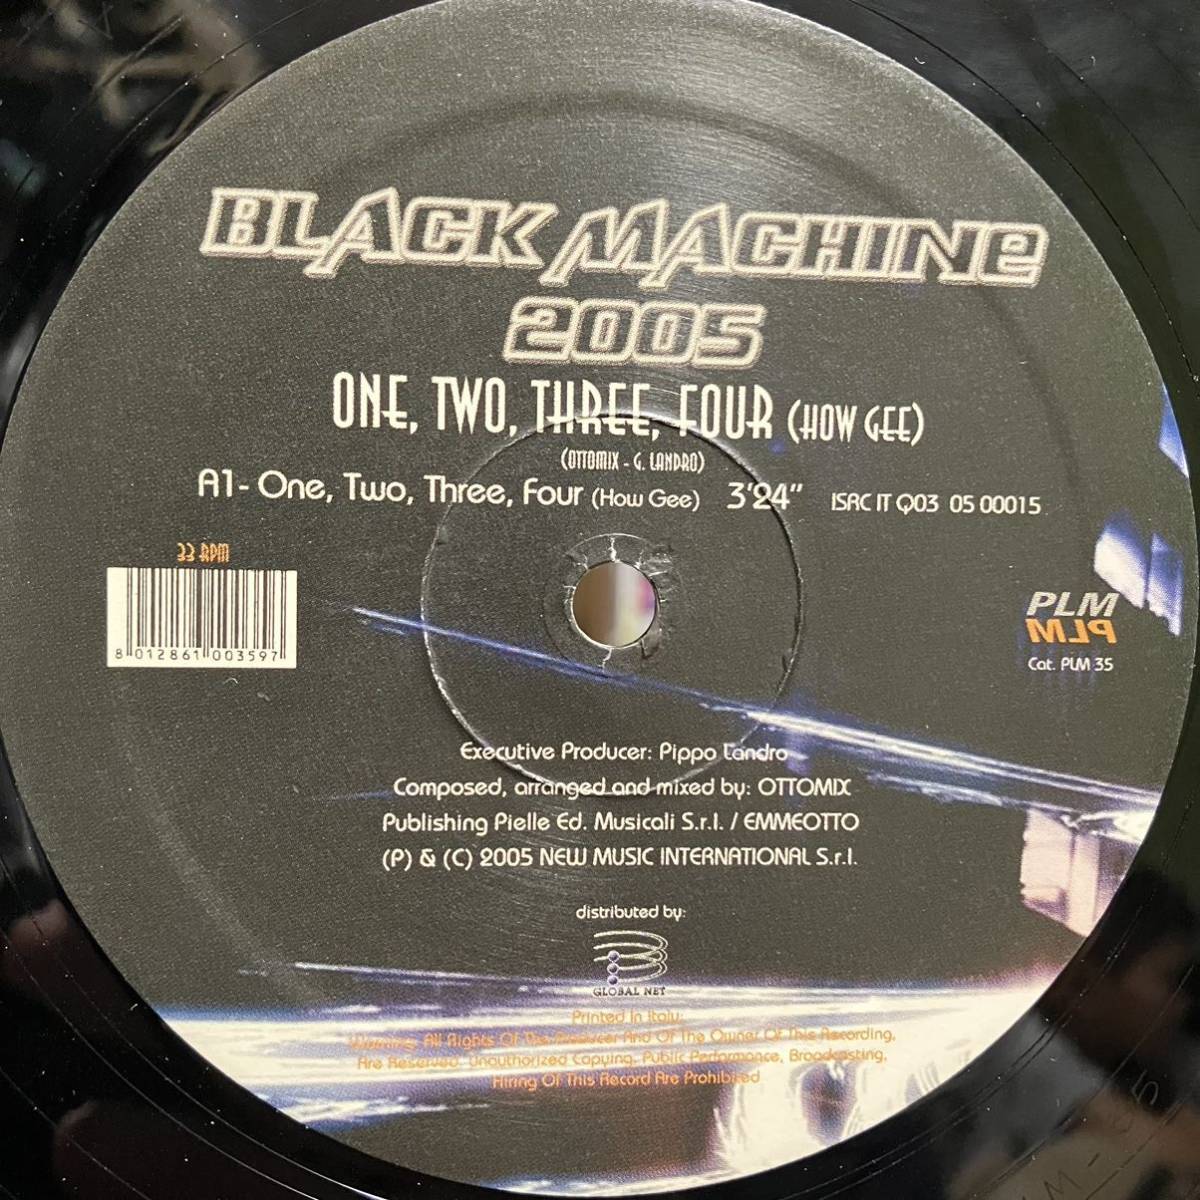 BLACK MACHINE
2005
ONE, TWO, THREE, FOUR (HOW GEE)
(OTTOMIX - G. LANDRO)
A1- One, Two, Three, Four (How Gee) 3'24" ISRC IT Q03 05 00015
33 RPM
8 012861 003597
PLM
PLM
Cat. PLM 35
Executive Producer: Pippo Landro
Composed, arranged and mixed by: OTTOMIX
Publishing Pielle Ed. Musicali S.r.l. / EMMEOTTO
(P) & (C) 2005 NEW MUSIC INTERNATIONAL S.r.l.
distributed by:
GLOBAL NET
Printed In Italy:
Warning: All Rights Of The Producer And Of The Owner Of This Recording,
Are Reserved. Unauthorized Copying, Public Performance, Broadcasting,
Hiring Of This Record Are Prohibited